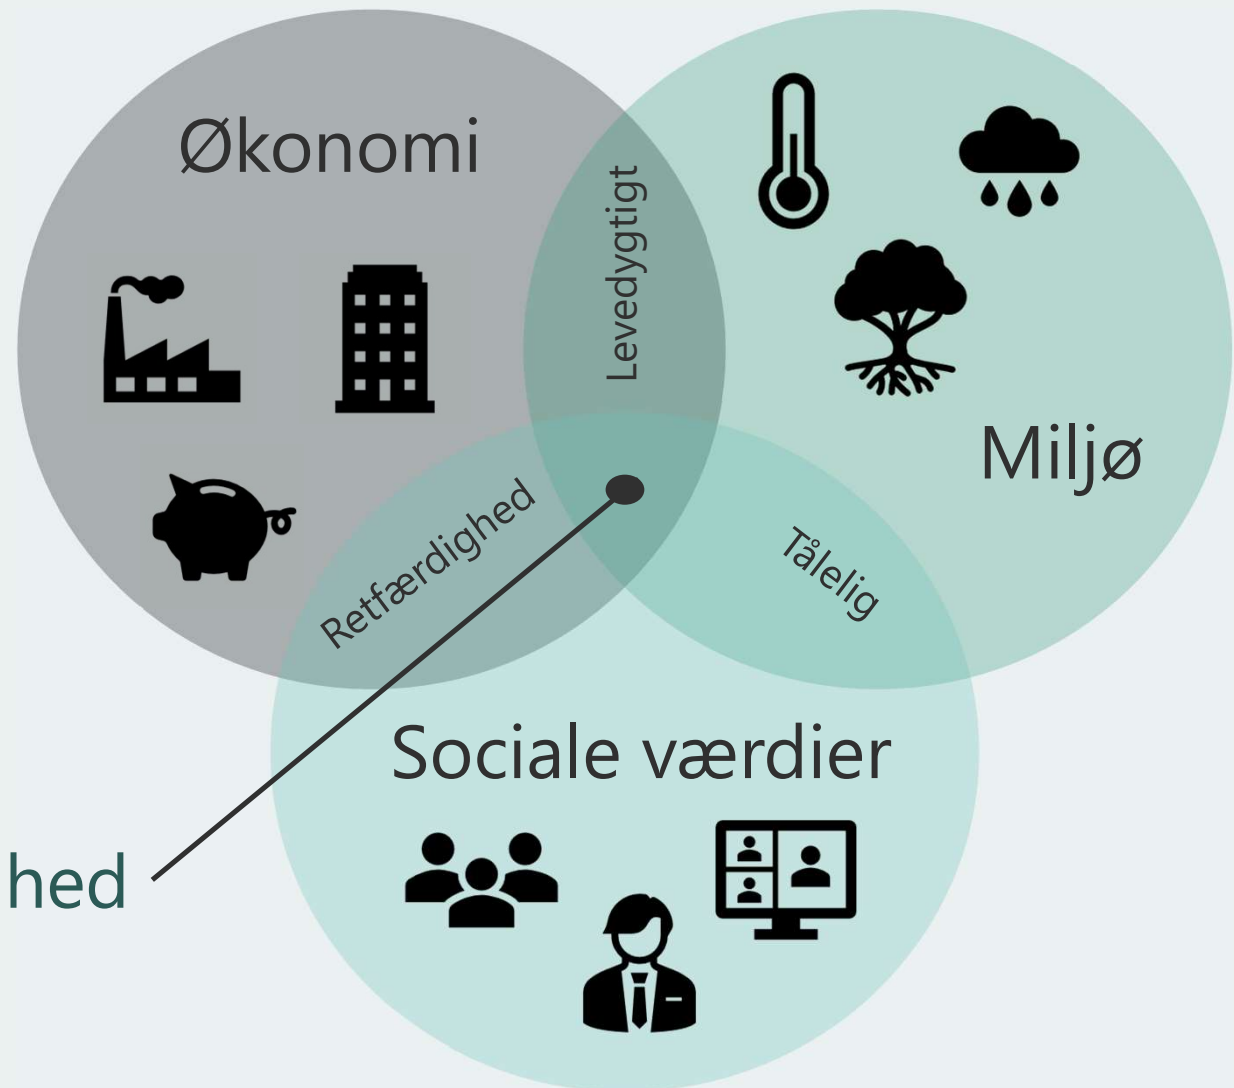 Økonomi
Levedygtigt
Miljø
Retfærdighed
Tålelig
Sociale værdier
hed